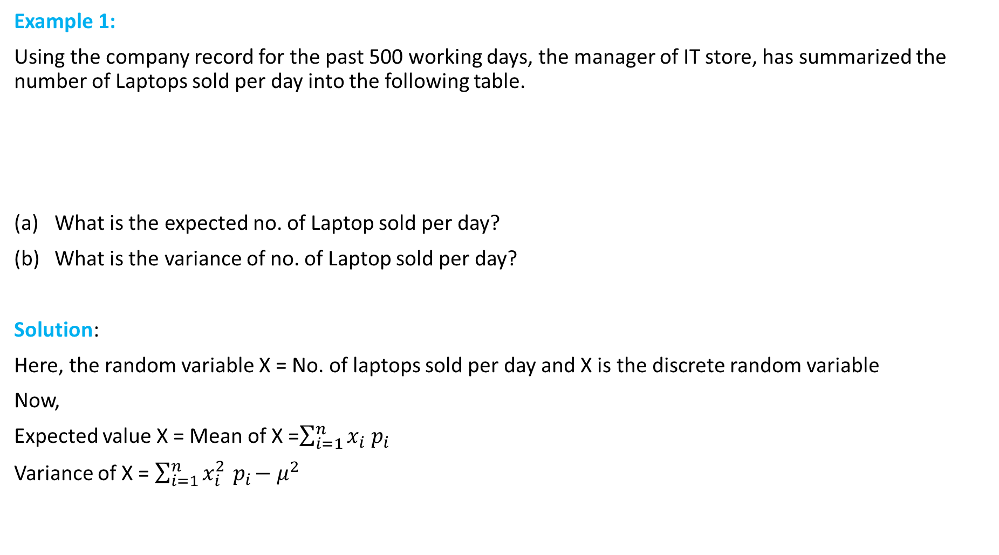 Example 1:
Using the company record for the past 500 working days, the manager of IT store, has summarized the
number of Laptops sold per day into the following table.
(a) What is the expected no. of Laptop sold per day?
(b) What is the variance of no. of Laptop sold per day?
Solution:
Here, the random variable X = No. of laptops sold per day and X is the discrete random variable
Now,
Expected value X = Mean of X =$\sum_{i=1}^{n} x_i \, p_i$
Variance of X = $\sum_{i=1}^{n} x_i^2 \, p_i - \mu^2$